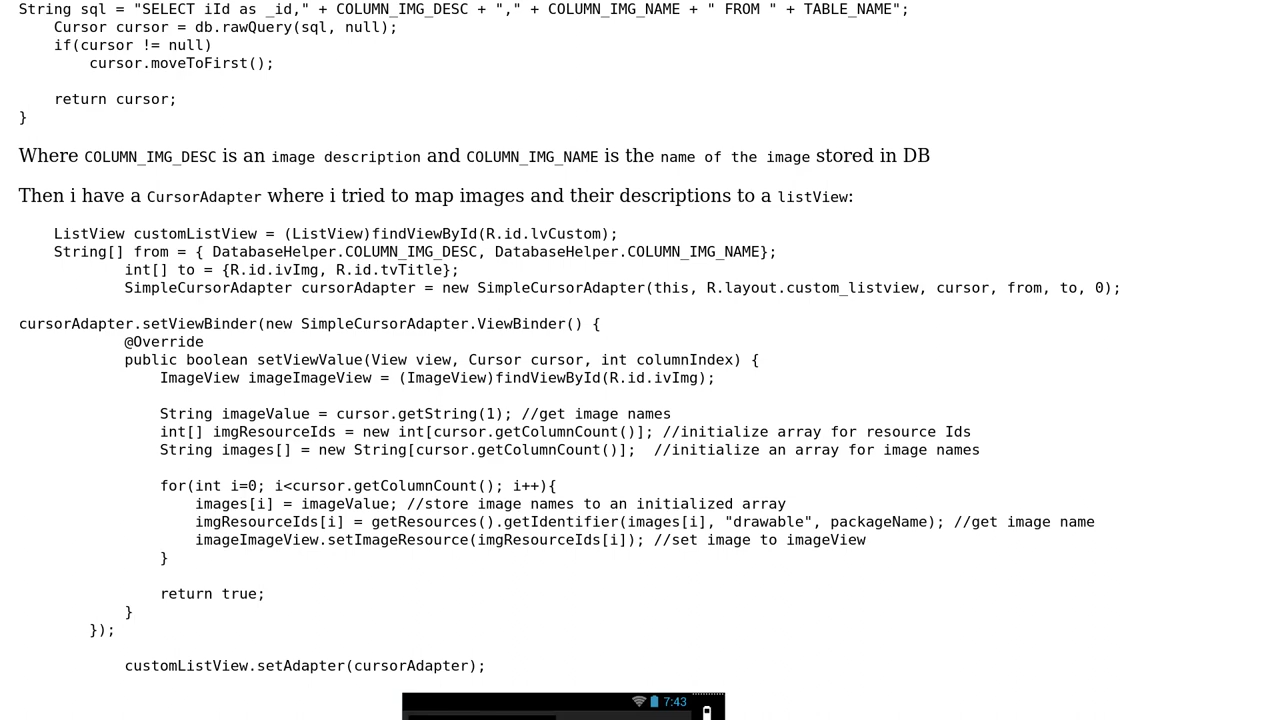 String sql = "SELECT iId as _id," + COLUMN_IMG_DESC + "," + COLUMN_IMG_NAME + " FROM " + TABLE_NAME";
    Cursor cursor = db.rawQuery(sql, null);
    if(cursor != null)
        cursor.moveToFirst();

    return cursor;
}

Where COLUMN_IMG_DESC is an image description and COLUMN_IMG_NAME is the name of the image stored in DB

Then i have a CursorAdapter where i tried to map images and their descriptions to a listView:

    ListView customListView = (ListView)findViewById(R.id.lvCustom);
    String[] from = { DatabaseHelper.COLUMN_IMG_DESC, DatabaseHelper.COLUMN_IMG_NAME};
            int[] to = {R.id.ivImg, R.id.tvTitle};
            SimpleCursorAdapter cursorAdapter = new SimpleCursorAdapter(this, R.layout.custom_listview, cursor, from, to, 0);

cursorAdapter.setViewBinder(new SimpleCursorAdapter.ViewBinder() {
            @Override
            public boolean setViewValue(View view, Cursor cursor, int columnIndex) {
                ImageView imageImageView = (ImageView)findViewById(R.id.ivImg);

                String imageValue = cursor.getString(1); //get image names
                int[] imgResourceIds = new int[cursor.getColumnCount()]; //initialize array for resource Ids
                String images[] = new String[cursor.getColumnCount()];  //initialize an array for image names

                for(int i=0; i<cursor.getColumnCount(); i++){
                    images[i] = imageValue; //store image names to an initialized array
                    imgResourceIds[i] = getResources().getIdentifier(images[i], "drawable", packageName); //get image name
                    imageImageView.setImageResource(imgResourceIds[i]); //set image to imageView
                }

                return true;
            }
        });

            customListView.setAdapter(cursorAdapter);
7:43